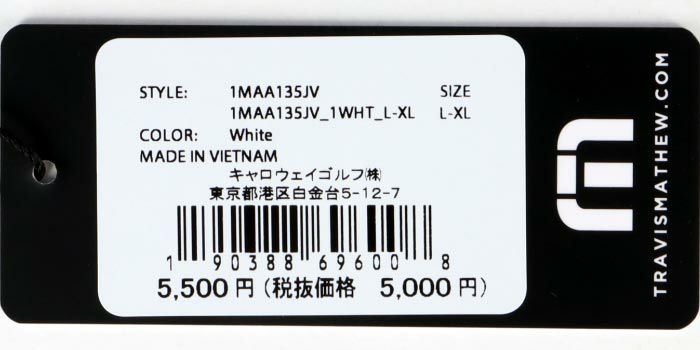 STYLE: 1MAA135JV SIZE
1MAA135JV_1WHT_L-XL L-XL
COLOR: White
MADE IN VIETNAM
キャロウェイゴルフ㈱
東京都港区白金台5-12-7
1 90388 69600 8
5,500円(税抜価格 5,000円)
TRAVISMATHEW.COM